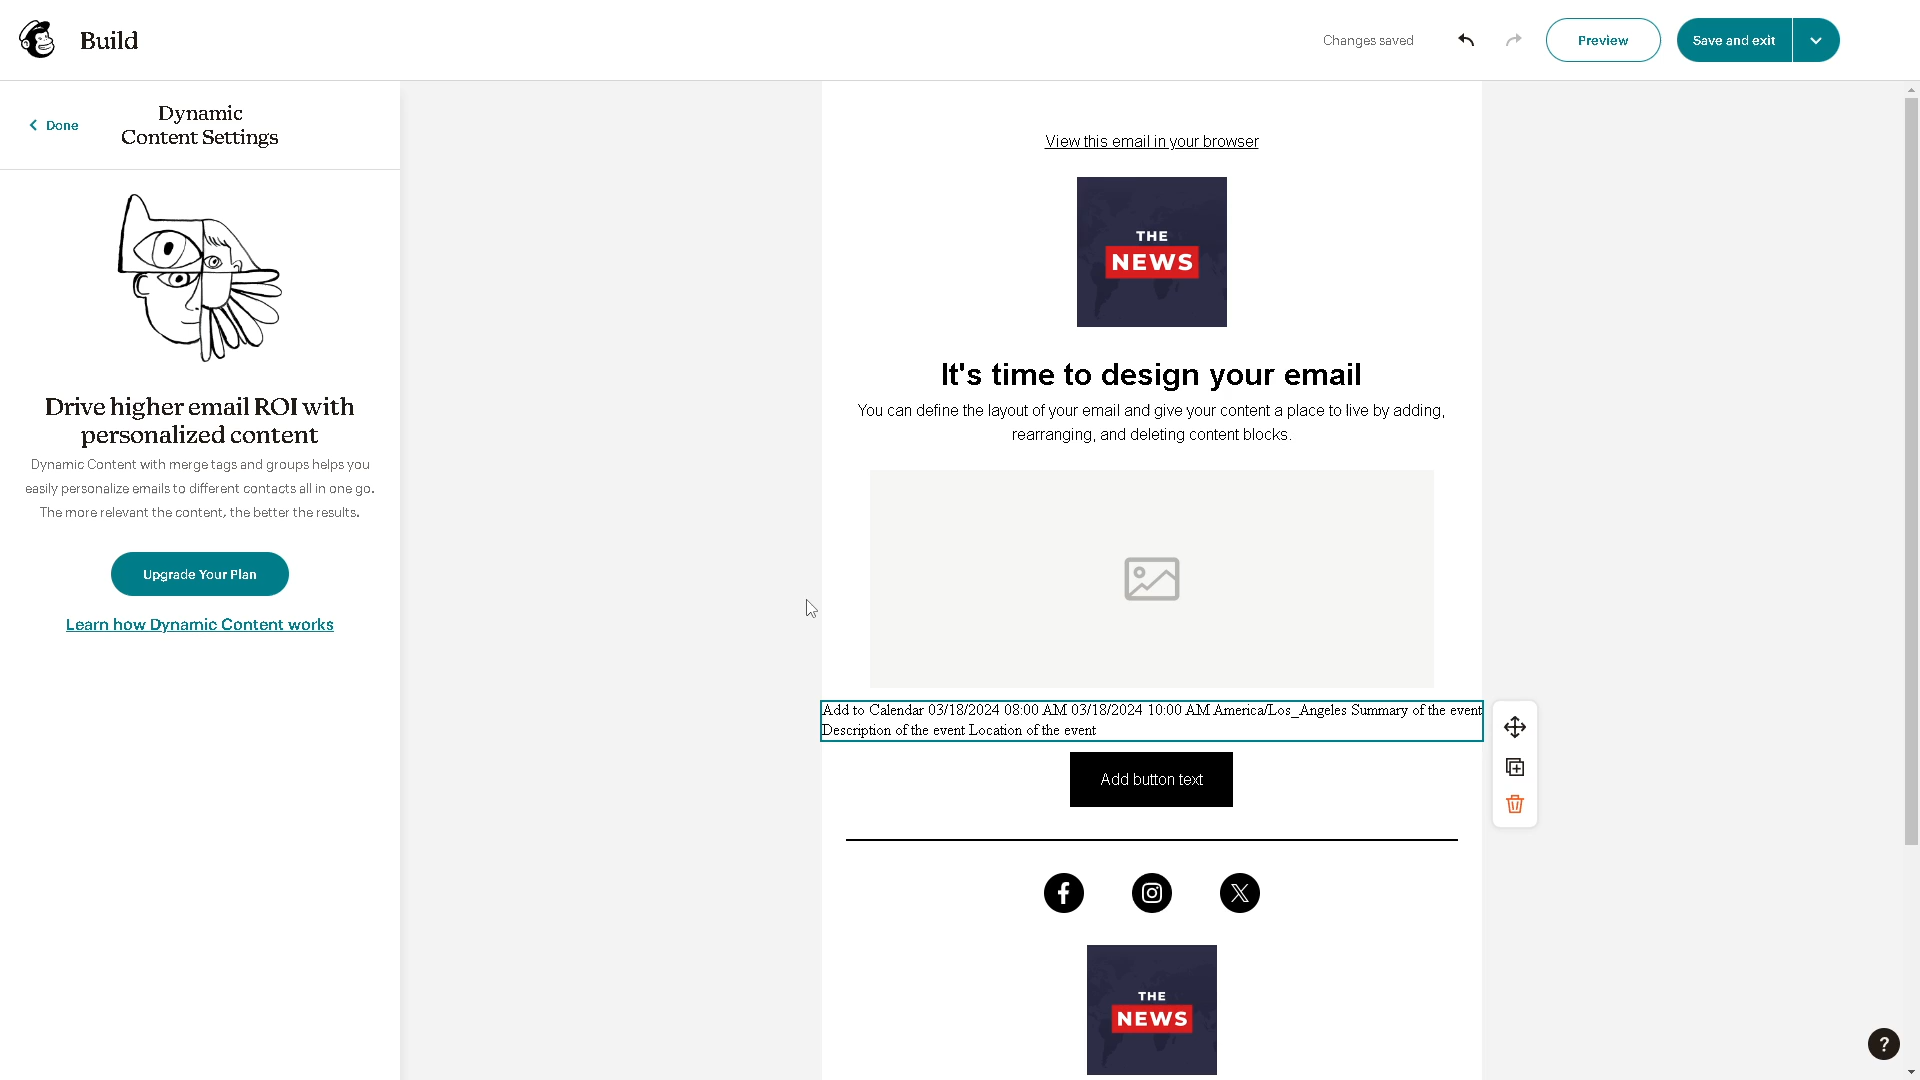 Build
Changes saved
Preview
Save and exit
Done
Dynamic
Content Settings
Drive higher email ROI with
personalized content
Dynamic Content with merge tags and groups helps you
easily personalize emails to different contacts all in one go.
The more relevant the content, the better the results.
Upgrade Your Plan
Learn how Dynamic Content works
View this email in your browser
THE
NEWS
It's time to design your email
You can define the layout of your email and give your content a place to live by adding,
rearranging, and deleting content blocks.
Add to Calendar 03/18/2024 08:00 AM 03/18/2024 10:00 AM America/Los_Angeles Summary of the event
Description of the event Location of the event
Add button text
THE
NEWS
?